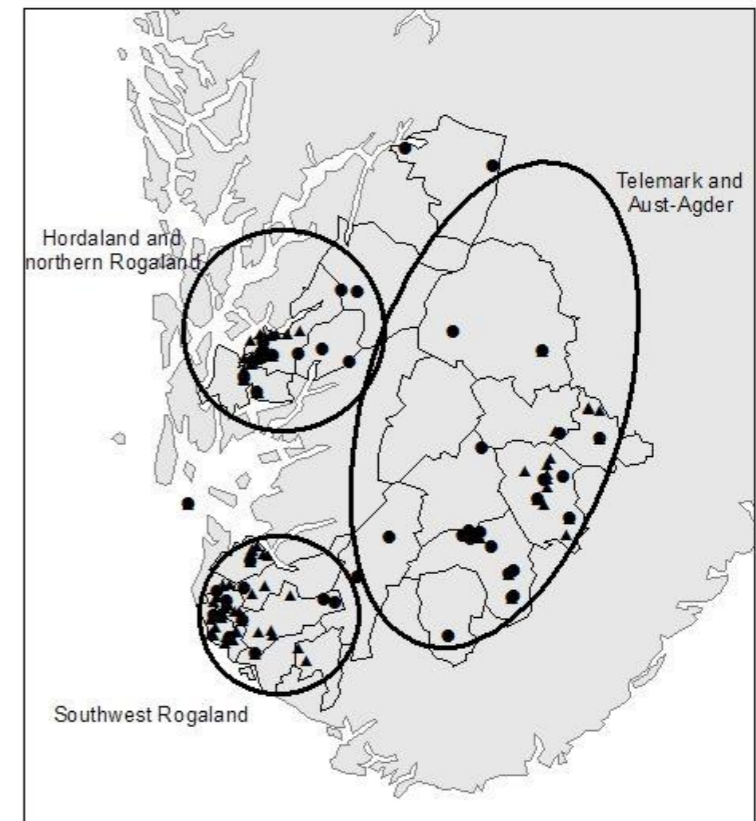 Telemark and
Aust-Agder
Hordaland and
northern Rogaland
Southwest Rogaland